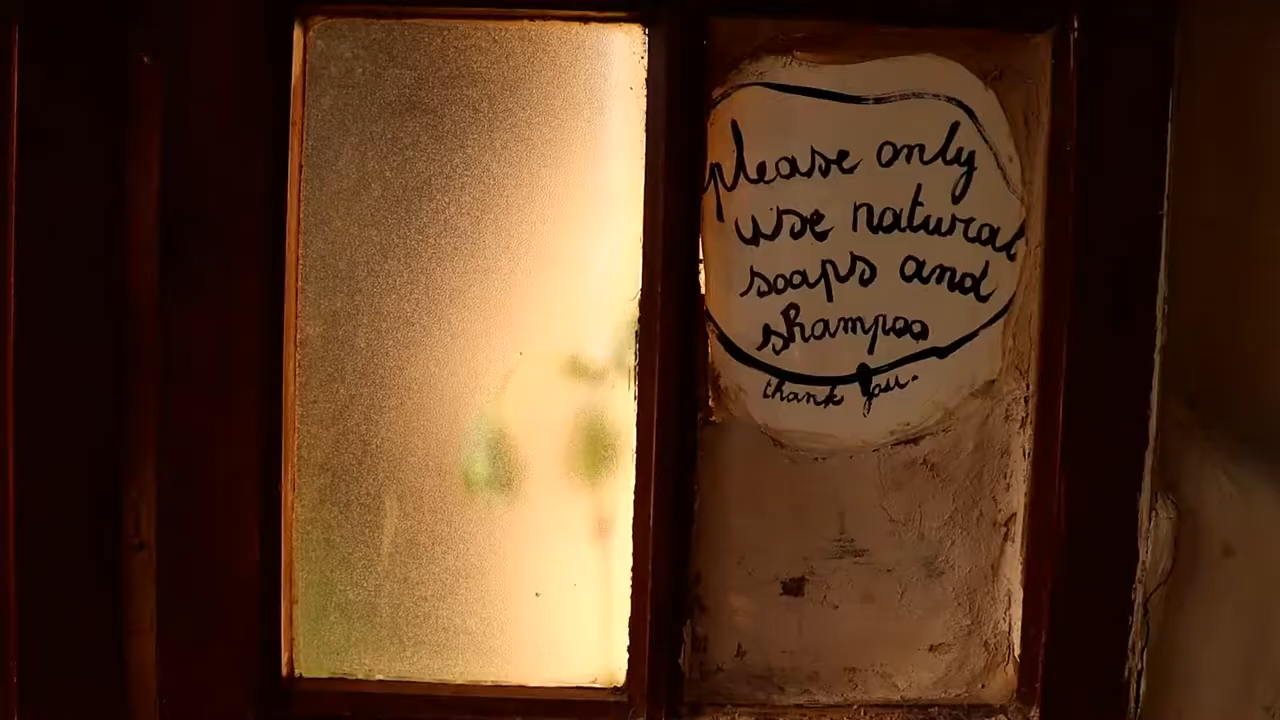 please only
use natural
soaps and
shampoo
thank you.